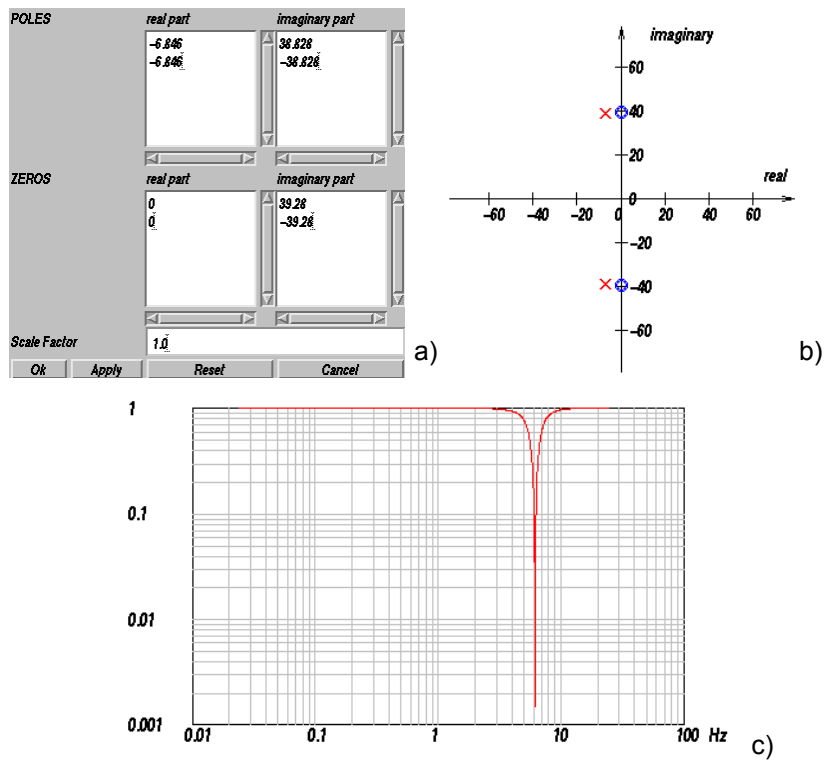 POLES real part imaginary part
-6.846 38.828
-6.846 -38.828
ZEROS real part imaginary part
0 39.28
0 -39.28
Scale Factor 1.0
Ok Apply Reset Cancel
a)
imaginary
60
40
20
real
0
-60 -40 -20 0 20 40 60
-20
-40
-60
b)
1
0.1
0.01
0.001
0.01 0.1 1 10 100 Hz
c)